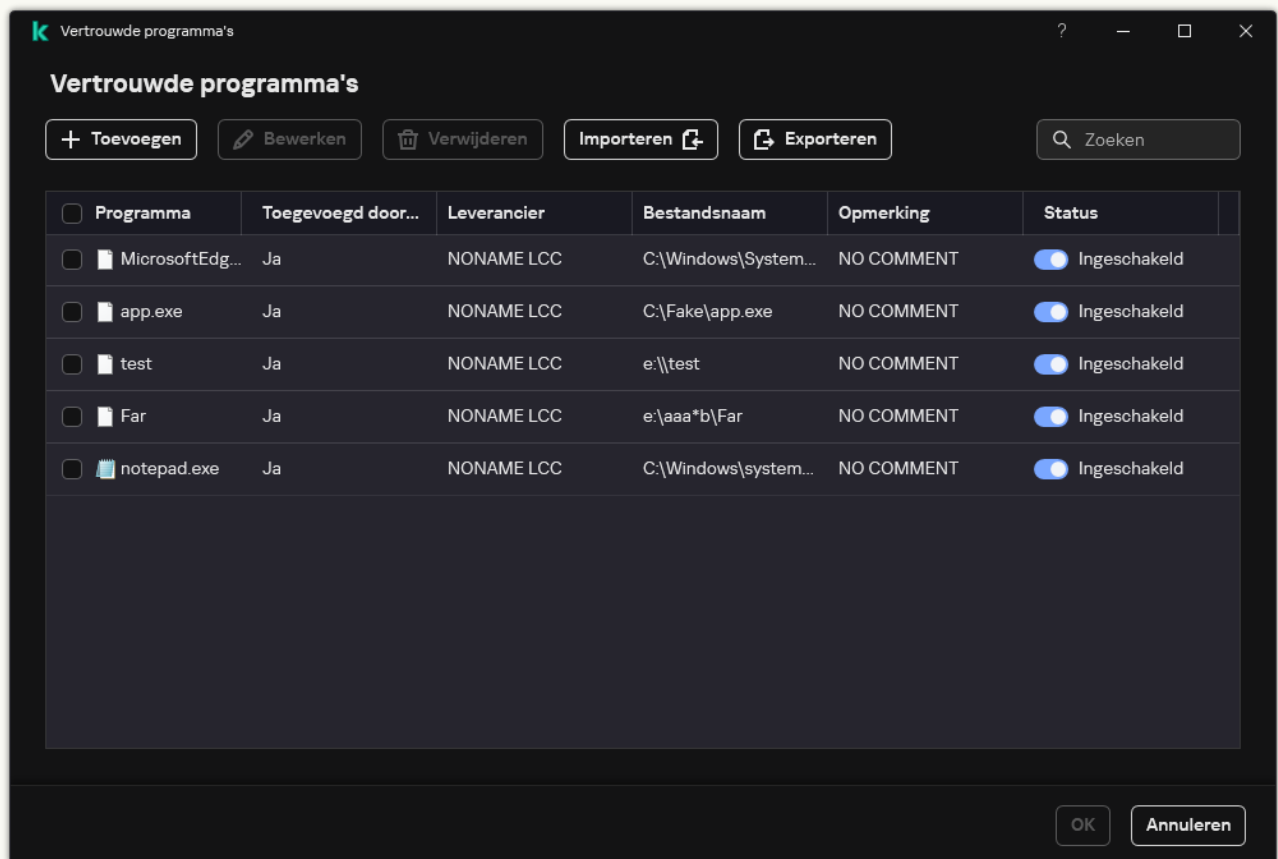 Vertrouwde programma's ?
Vertrouwde programma's
Toevoegen Bewerken Verwijderen Importeren Exporteren Zoeken
Programma Toegevoegd door... Leverancier Bestandsnaam Opmerking Status
MicrosoftEdg... Ja NONAME LCC C:\Windows\System... NO COMMENT Ingeschakeld
app.exe Ja NONAME LCC C:\Fake\app.exe NO COMMENT Ingeschakeld
test Ja NONAME LCC e:\\test NO COMMENT Ingeschakeld
Far Ja NONAME LCC e:\aaa*b\Far NO COMMENT Ingeschakeld
notepad.exe Ja NONAME LCC C:\Windows\system... NO COMMENT Ingeschakeld
OK Annuleren